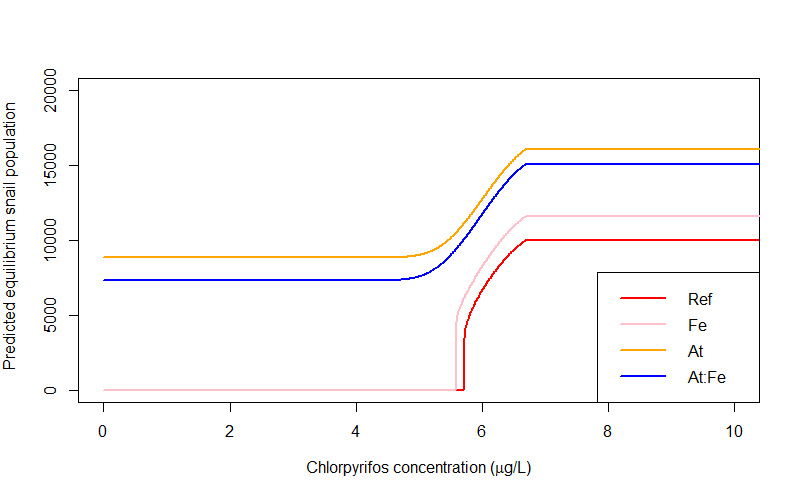 Predicted equilibrium snail population
20000
15000
10000
5000
0
0 2 4 6 8 10
Chlorpyrifos concentration (μg/L)
Ref
Fe
At
At:Fe